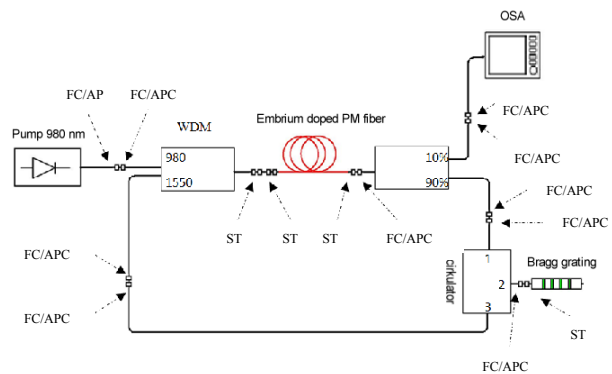 OSA
FC/AP
FC/APC
FC/APC
WDM
Embrium doped PM fiber
Pump 980 nm
980
10%
FC/APC
1550
90%
FC/APC
ST
ST
ST
FC/APC
FC/APC
FC/APC
cirkulator
1
Bragg grating
2
3
FC/APC
ST
FC/APC